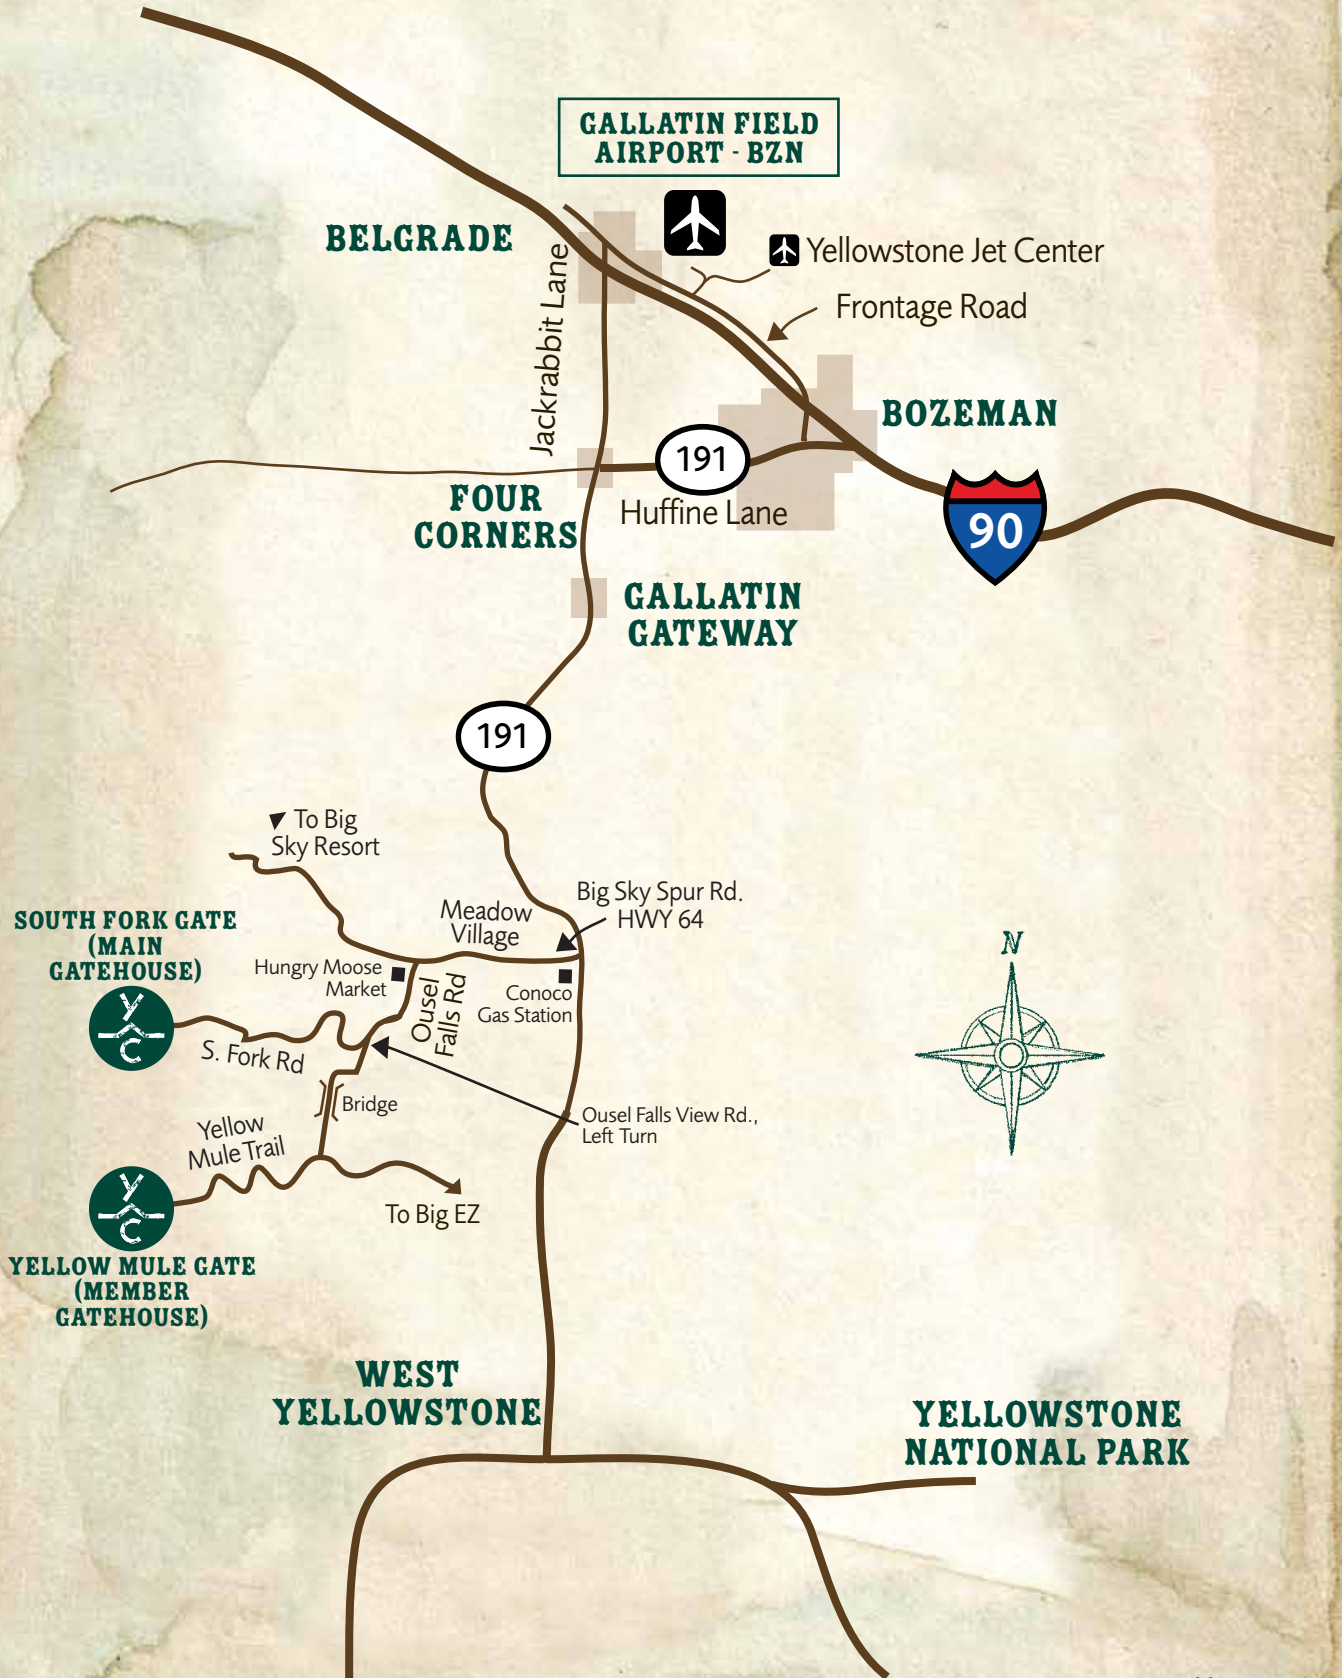 GALLATIN FIELD
AIRPORT - BZN
BELGRADE
Yellowstone Jet Center
Jackrabbit Lane
Frontage Road
BOZEMAN
191
FOUR
CORNERS
Huffine Lane
90
GALLATIN
GATEWAY
191
To Big
Sky Resort
Big Sky Spur Rd.
HWY 64
Meadow
Village
SOUTH FORK GATE
(MAIN
GATEHOUSE)
Hungry Moose
Market
Ousel
Falls Rd
Conoco
Gas Station
N
Y
C
S. Fork Rd
Bridge
Ousel Falls View Rd.,
Left Turn
Yellow
Mule Trail
Y
C
To Big EZ
YELLOW MULE GATE
(MEMBER
GATEHOUSE)
WEST
YELLOWSTONE
YELLOWSTONE
NATIONAL PARK